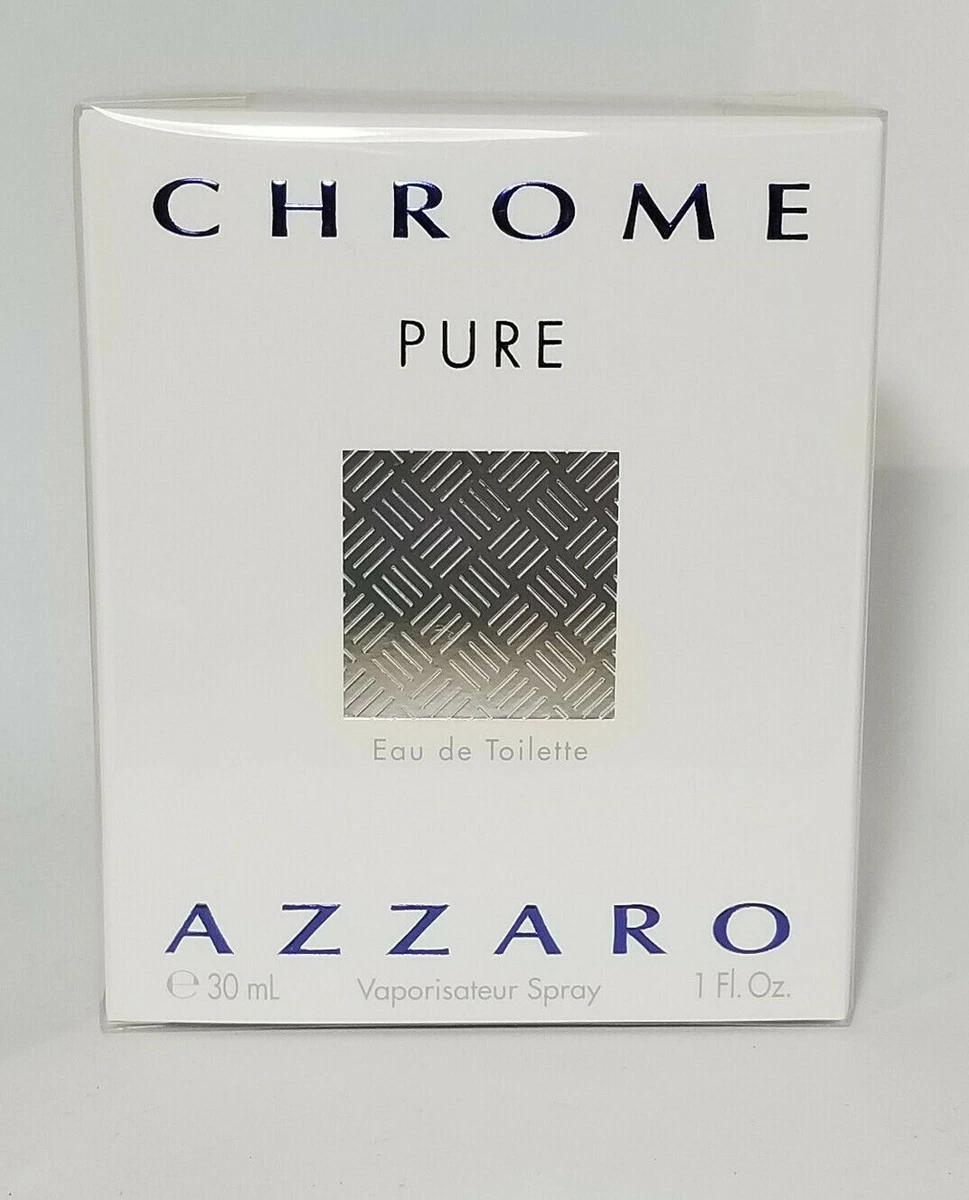 CHROME
PURE
Eau de Toilette
AZZARO
℮ 30 mL Vaporisateur Spray 1 Fl. Oz.